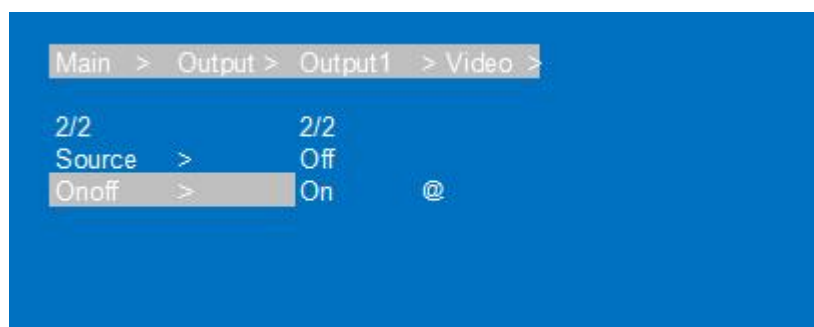 Main > Output > Output1 > Video >
2/2 2/2
Source > Off
Onoff > On @